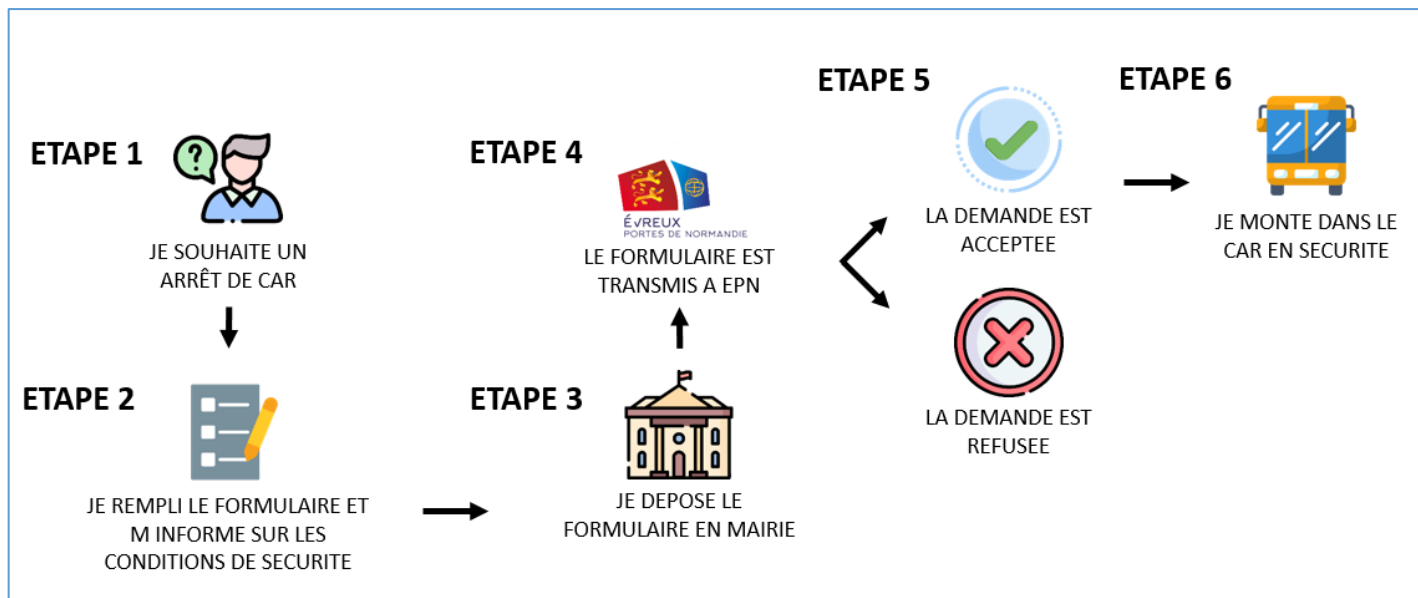 ETAPE 1
JE SOUHAITE UN
ARRÊT DE CAR
ETAPE 2
JE REMPLI LE FORMULAIRE ET
M INFORME SUR LES
CONDITIONS DE SECURITE
ETAPE 3
JE DEPOSE LE
FORMULAIRE EN MAIRIE
ETAPE 4
ÉVREUX
PORTES DE NORMANDIE
LE FORMULAIRE EST
TRANSMIS A EPN
ETAPE 5
LA DEMANDE EST
ACCEPTEE
LA DEMANDE EST
REFUSEE
ETAPE 6
JE MONTE DANS LE
CAR EN SECURITE